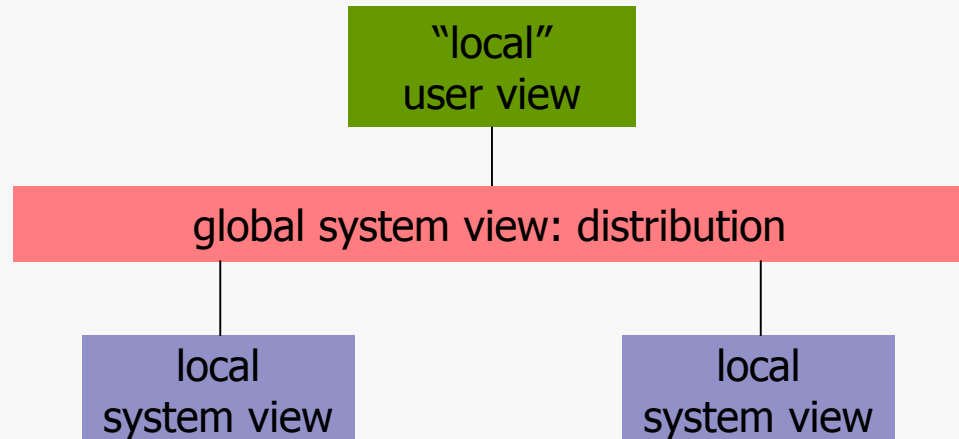 “local”
user view
global system view: distribution
local
system view
local
system view